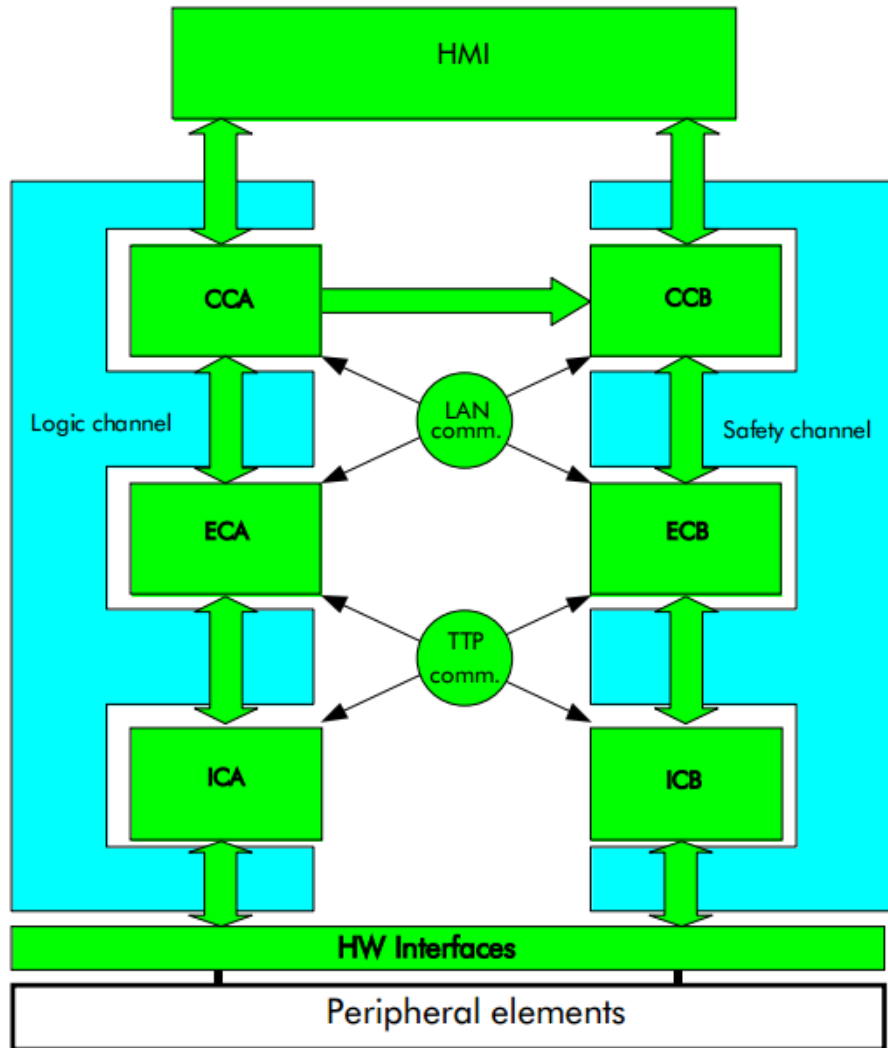 HMI
CCA
CCB
LAN
comm.
Logic channel
Safety channel
ECA
ECB
TTP
comm.
ICA
ICB
HW Interfaces
Peripheral elements